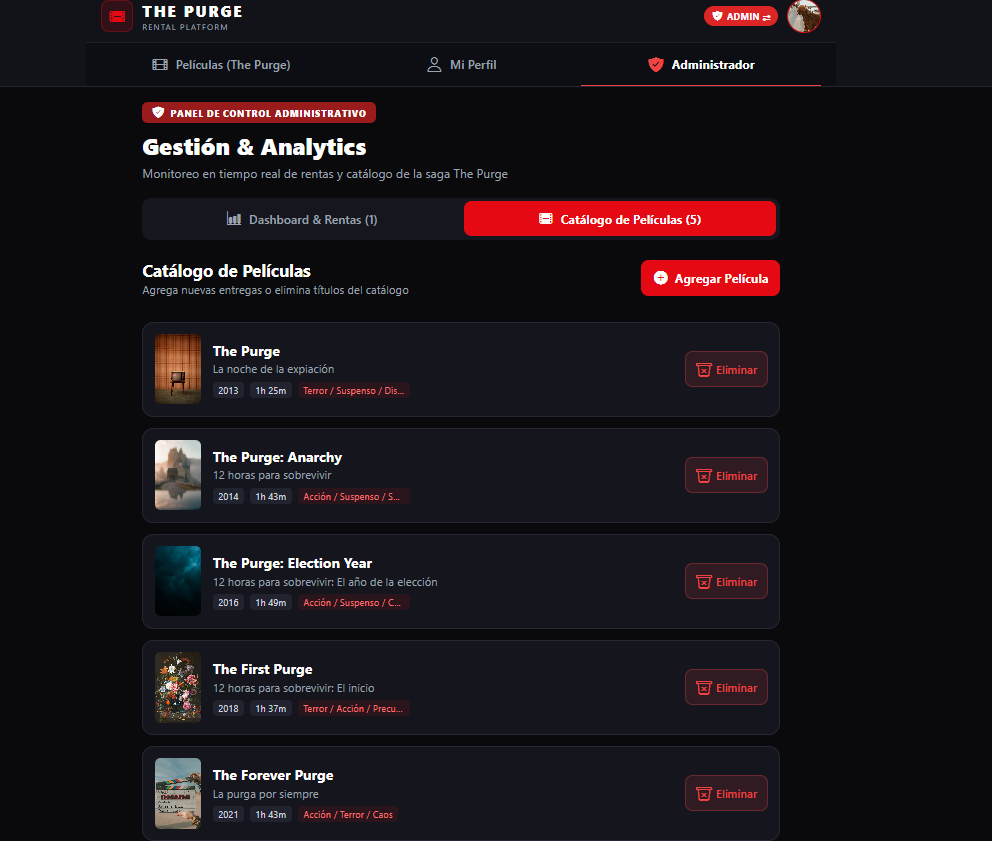 THE PURGE
RENTAL PLATFORM
ADMIN
Películas (The Purge)
Mi Perfil
Administrador
PANEL DE CONTROL ADMINISTRATIVO
Gestión & Analytics
Monitoreo en tiempo real de rentas y catálogo de la saga The Purge
Dashboard & Rentas (1)
Catálogo de Películas (5)
Catálogo de Películas
Agrega nuevas entregas o elimina títulos del catálogo
Agregar Película
The Purge
La noche de la expiación
2013 1h 25m Terror / Suspenso / Dis...
Eliminar
The Purge: Anarchy
12 horas para sobrevivir
2014 1h 43m Acción / Suspenso / S...
Eliminar
The Purge: Election Year
12 horas para sobrevivir: El año de la elección
2016 1h 49m Acción / Suspenso / C...
Eliminar
The First Purge
12 horas para sobrevivir: El inicio
2018 1h 37m Terror / Acción / Precu...
Eliminar
The Forever Purge
La purga por siempre
2021 1h 43m Acción / Terror / Caos
Eliminar